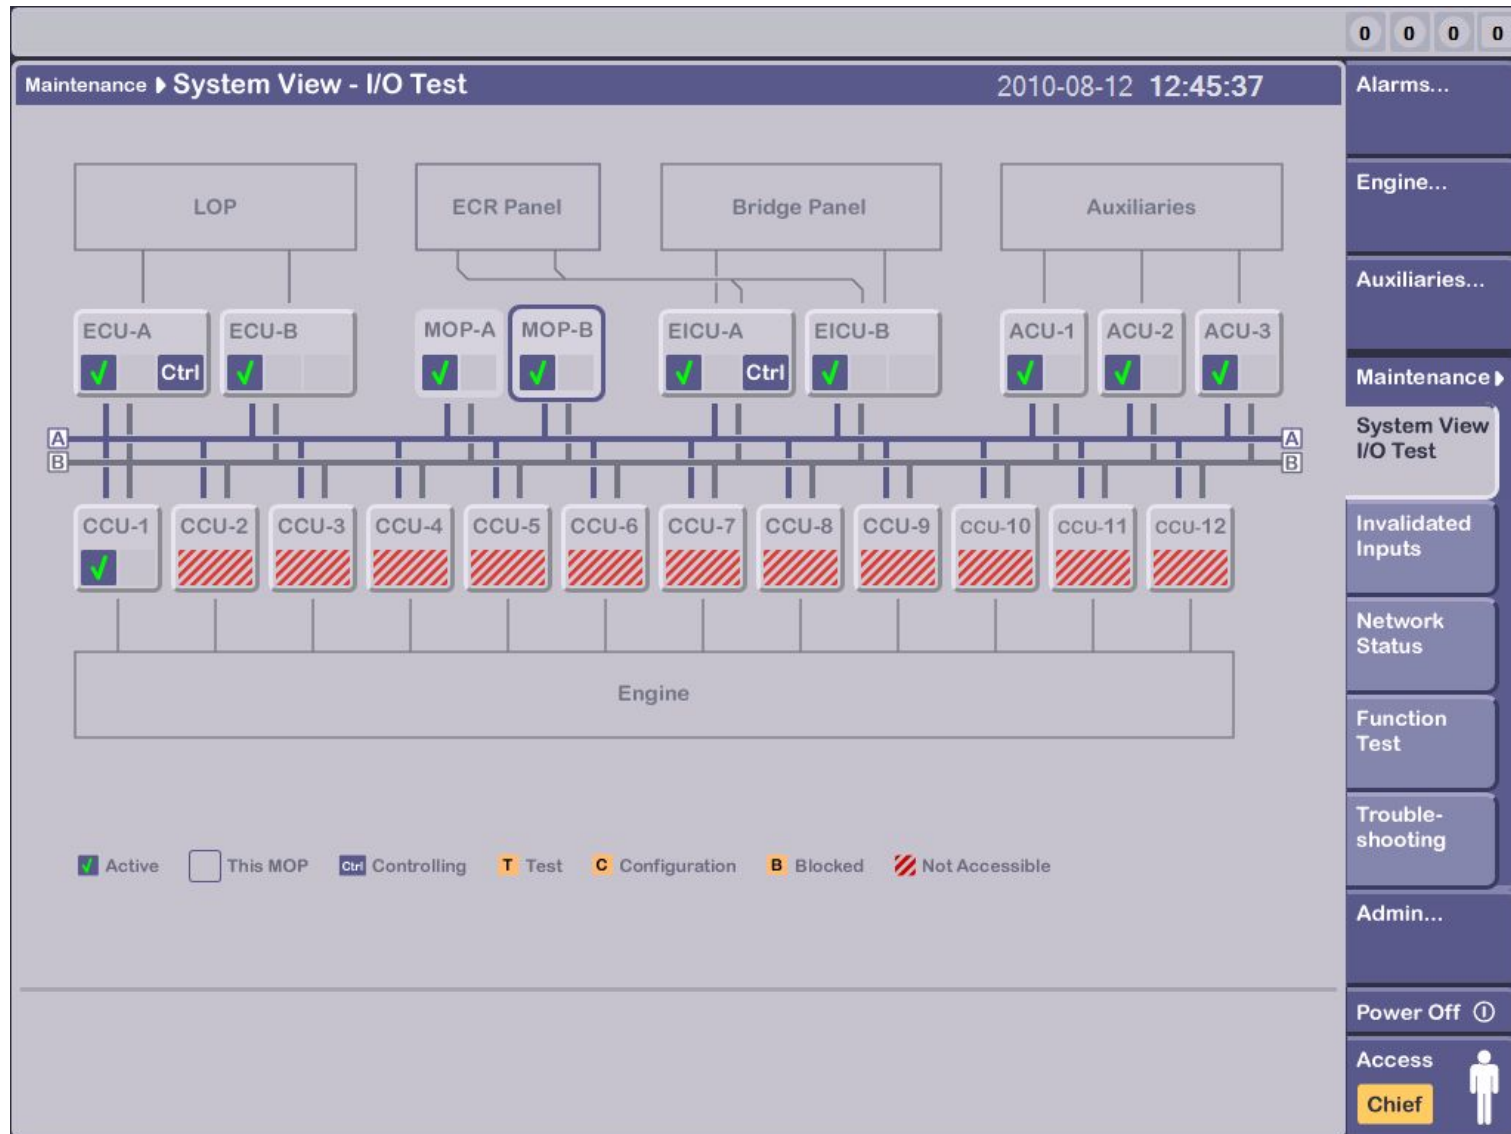 0 0 0 0
Maintenance System View - I/O Test 2010-08-12 12:45:37
LOP ECR Panel Bridge Panel Auxiliaries
ECU-A ECU-B MOP-A MOP-B EICU-A EICU-B ACU-1 ACU-2 ACU-3
Ctrl Ctrl
A A
B B
CCU-1 CCU-2 CCU-3 CCU-4 CCU-5 CCU-6 CCU-7 CCU-8 CCU-9 CCU-10 CCU-11 CCU-12
Engine
Active This MOP Ctrl Controlling T Test C Configuration B Blocked Not Accessible
Alarms...
Engine...
Auxiliaries...
Maintenance
System View
I/O Test
Invalidated
Inputs
Network
Status
Function
Test
Trouble-
shooting
Admin...
Power Off
Access
Chief